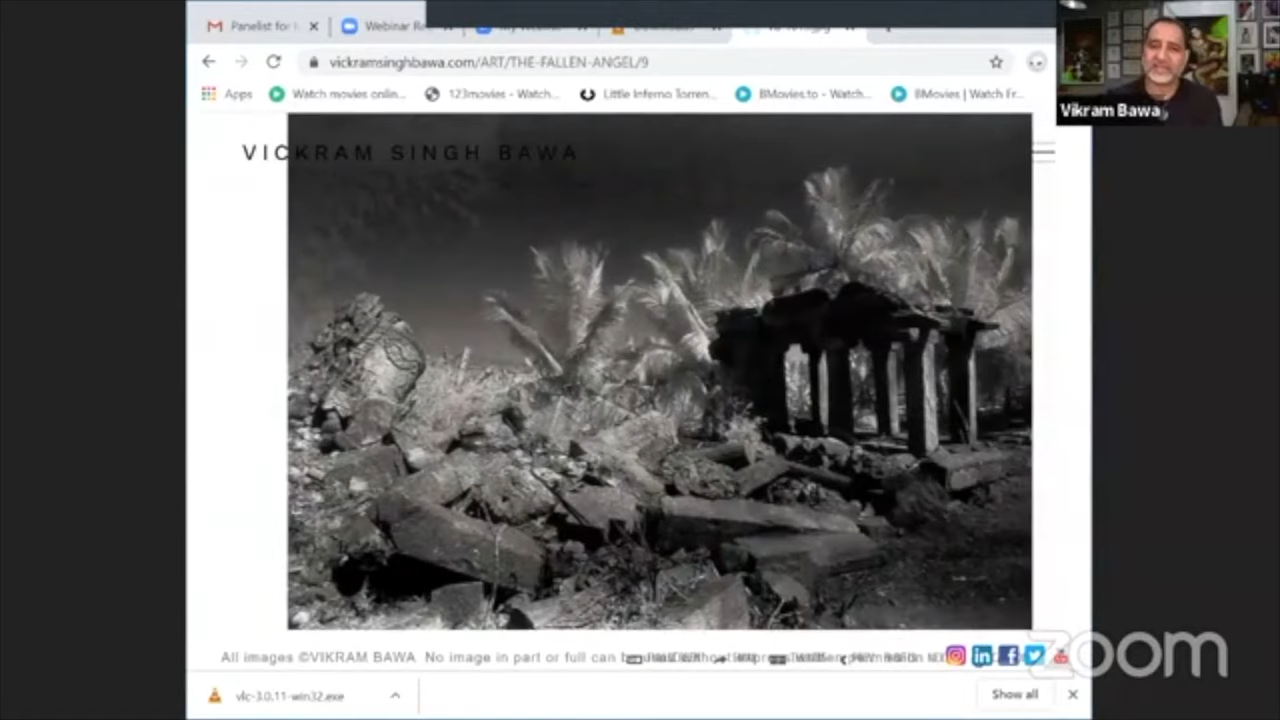 Panelist for
Webinar
vickramsinghbawa.com/ART/THE-FALLEN-ANGEL/9
Apps Watch movies onlin... 123movies - Watch... Little Inferno Torren... BMovies.to - Watch... BMovies | Watch Fr...
Vikram Bawa
VICKRAM SINGH BAWA
All images ©VIKRAM BAWA No image in part or full can
zoom
vlc-3.0.11-win32.exe
Show all